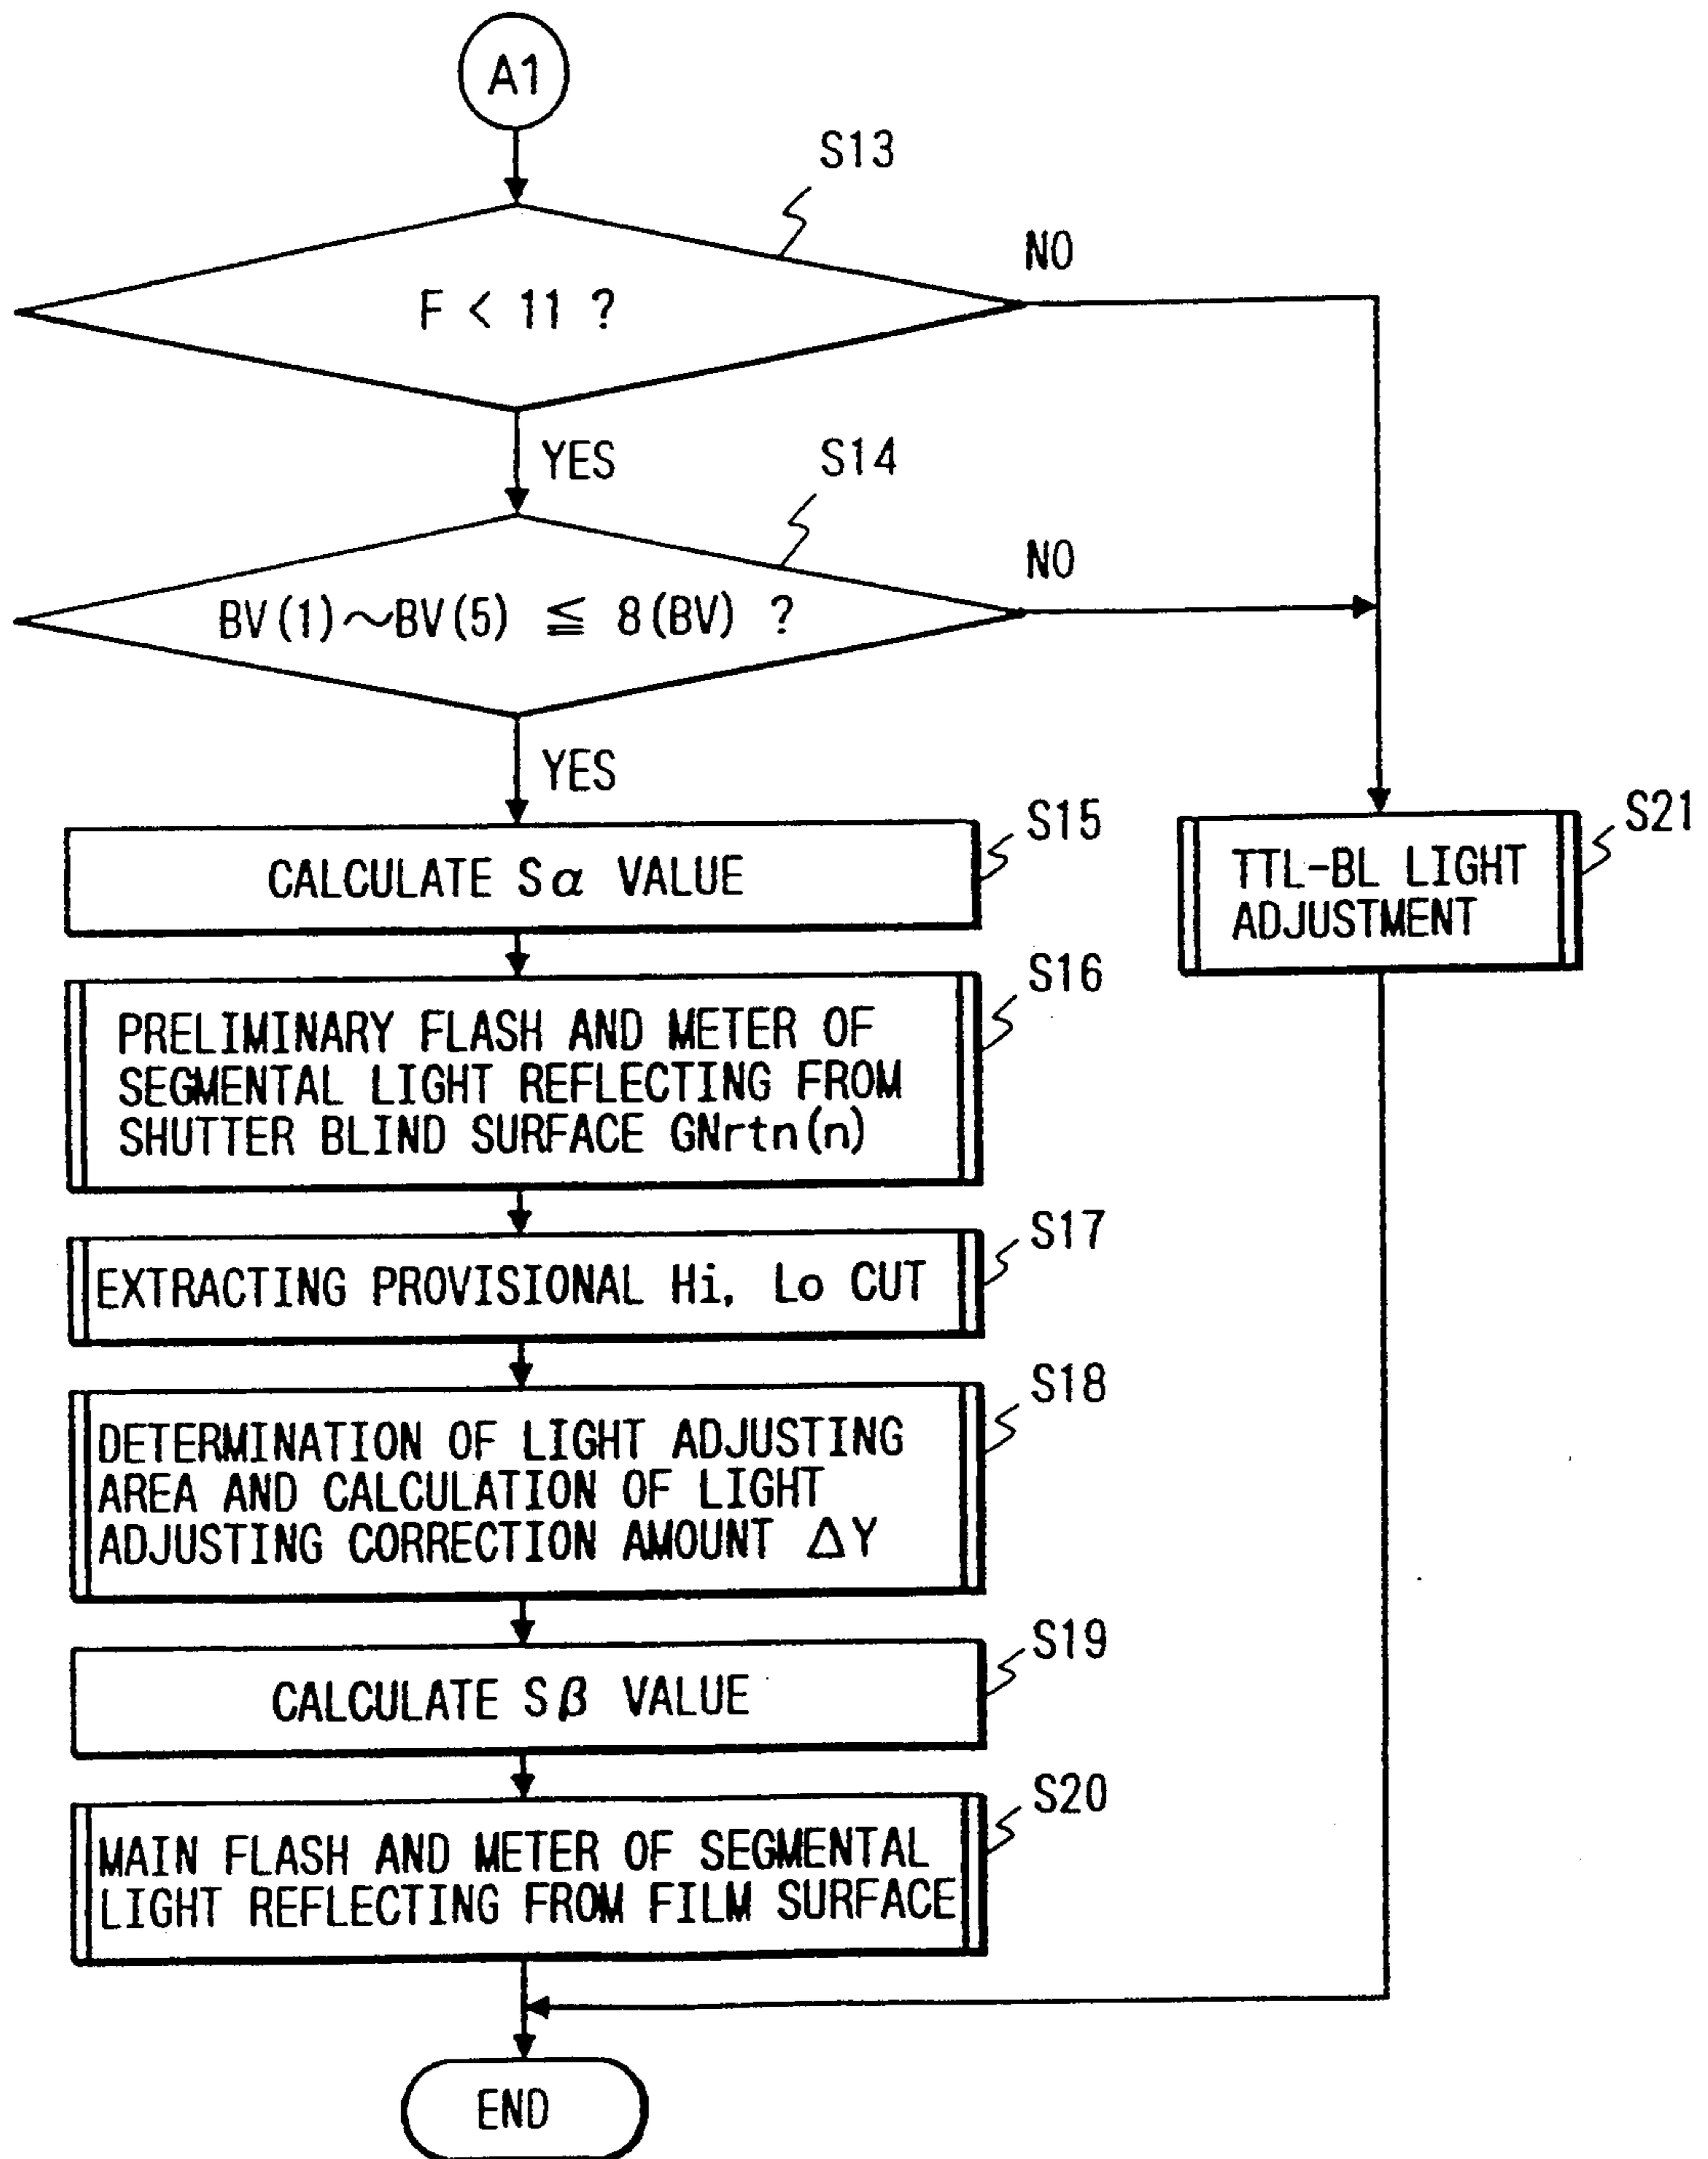 A1
S13
F < 11 ?
NO
YES
S14
BV(1)~BV(5) ≦ 8(BV) ?
NO
YES
S15
CALCULATE Sα VALUE
S21
TTL-BL LIGHT
ADJUSTMENT
S16
PRELIMINARY FLASH AND METER OF
SEGMENTAL LIGHT REFLECTING FROM
SHUTTER BLIND SURFACE GNrtn(n)
S17
EXTRACTING PROVISIONAL Hi, Lo CUT
S18
DETERMINATION OF LIGHT ADJUSTING
AREA AND CALCULATION OF LIGHT
ADJUSTING CORRECTION AMOUNT ΔY
S19
CALCULATE Sβ VALUE
S20
MAIN FLASH AND METER OF SEGMENTAL
LIGHT REFLECTING FROM FILM SURFACE
END